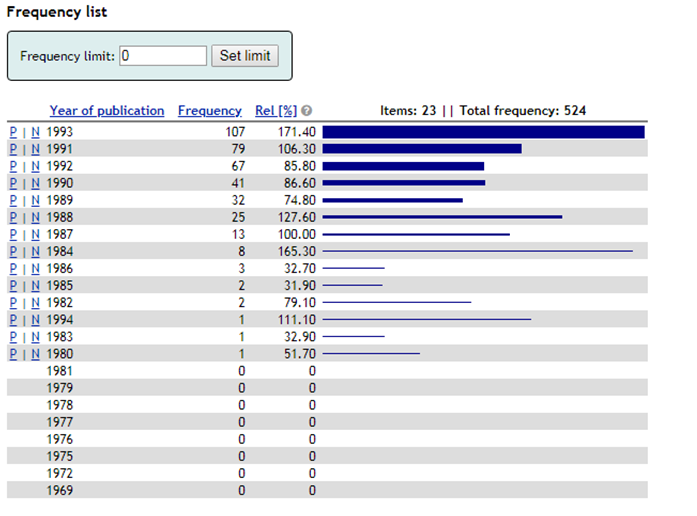 Frequency list
Frequency limit: 0 Set limit
Year of publication Frequency Rel [%] ? Items: 23 || Total frequency: 524
P | N 1993 107 171.40
P | N 1991 79 106.30
P | N 1992 67 85.80
P | N 1990 41 86.60
P | N 1989 32 74.80
P | N 1988 25 127.60
P | N 1987 13 100.00
P | N 1984 8 165.30
P | N 1986 3 32.70
P | N 1985 2 31.90
P | N 1982 2 79.10
P | N 1994 1 111.10
P | N 1983 1 32.90
P | N 1980 1 51.70
1981 0 0
1979 0 0
1978 0 0
1977 0 0
1976 0 0
1975 0 0
1972 0 0
1969 0 0